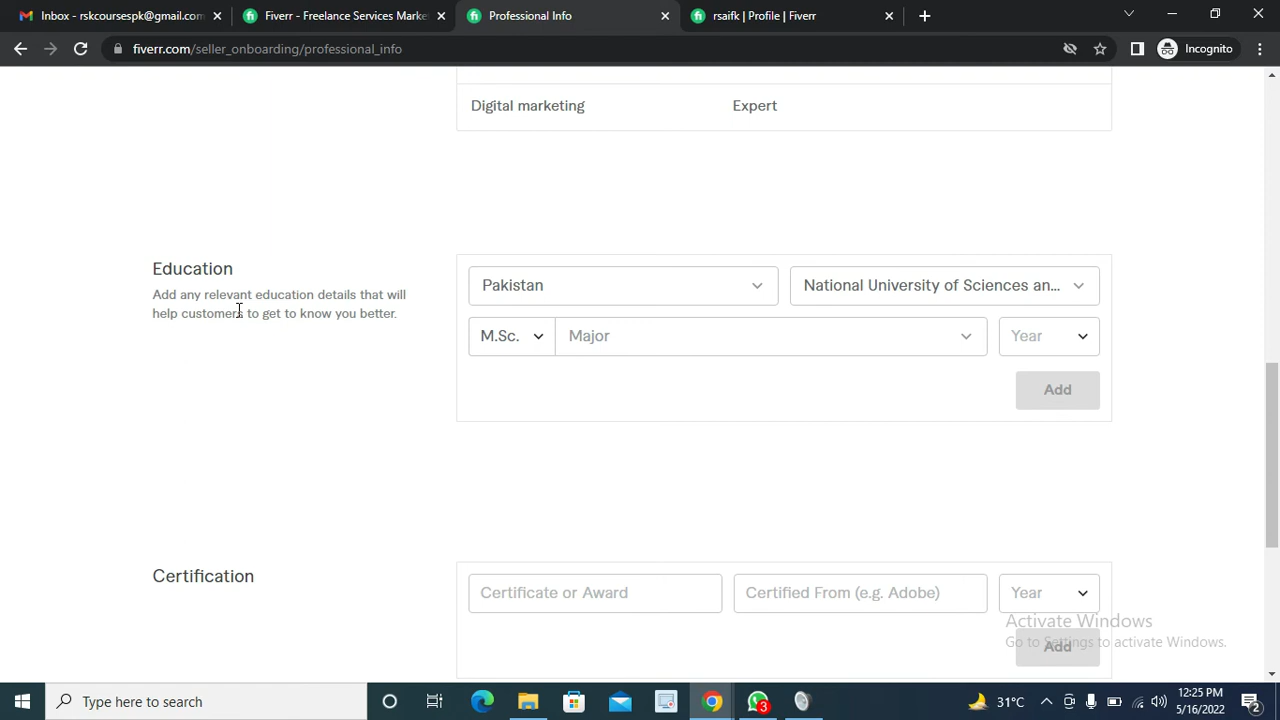 Inbox - rskcoursespk@gmail.com
Fiverr - Freelance Services Marke
Professional Info
rsaifk | Profile | Fiverr
fiverr.com/seller_onboarding/professional_info
Incognito
Digital marketing Expert
Education
Add any relevant education details that will
help customers to get to know you better.
Pakistan
National University of Sciences an...
M.Sc.
Major
Year
Add
Certification
Certificate or Award
Certified From (e.g. Adobe)
Year
Add
Activate Windows
Go to Settings to activate Windows.
Type here to search
3
31°C
12:25 PM
5/16/2022
2